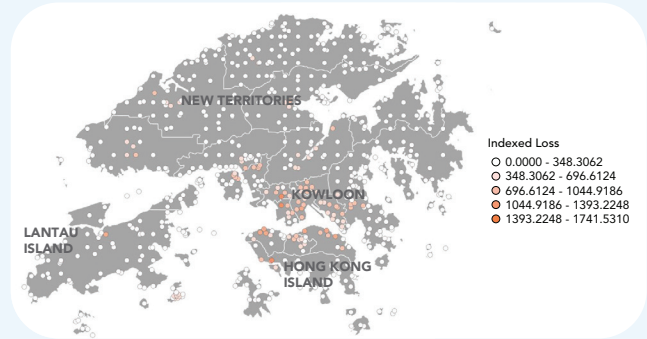 NEW TERRITORIES
Indexed Loss
0.0000 - 348.3062
348.3062 - 696.6124
696.6124 - 1044.9186
1044.9186 - 1393.2248
1393.2248 - 1741.5310
KOWLOON
LANTAU
ISLAND
HONG KONG
ISLAND